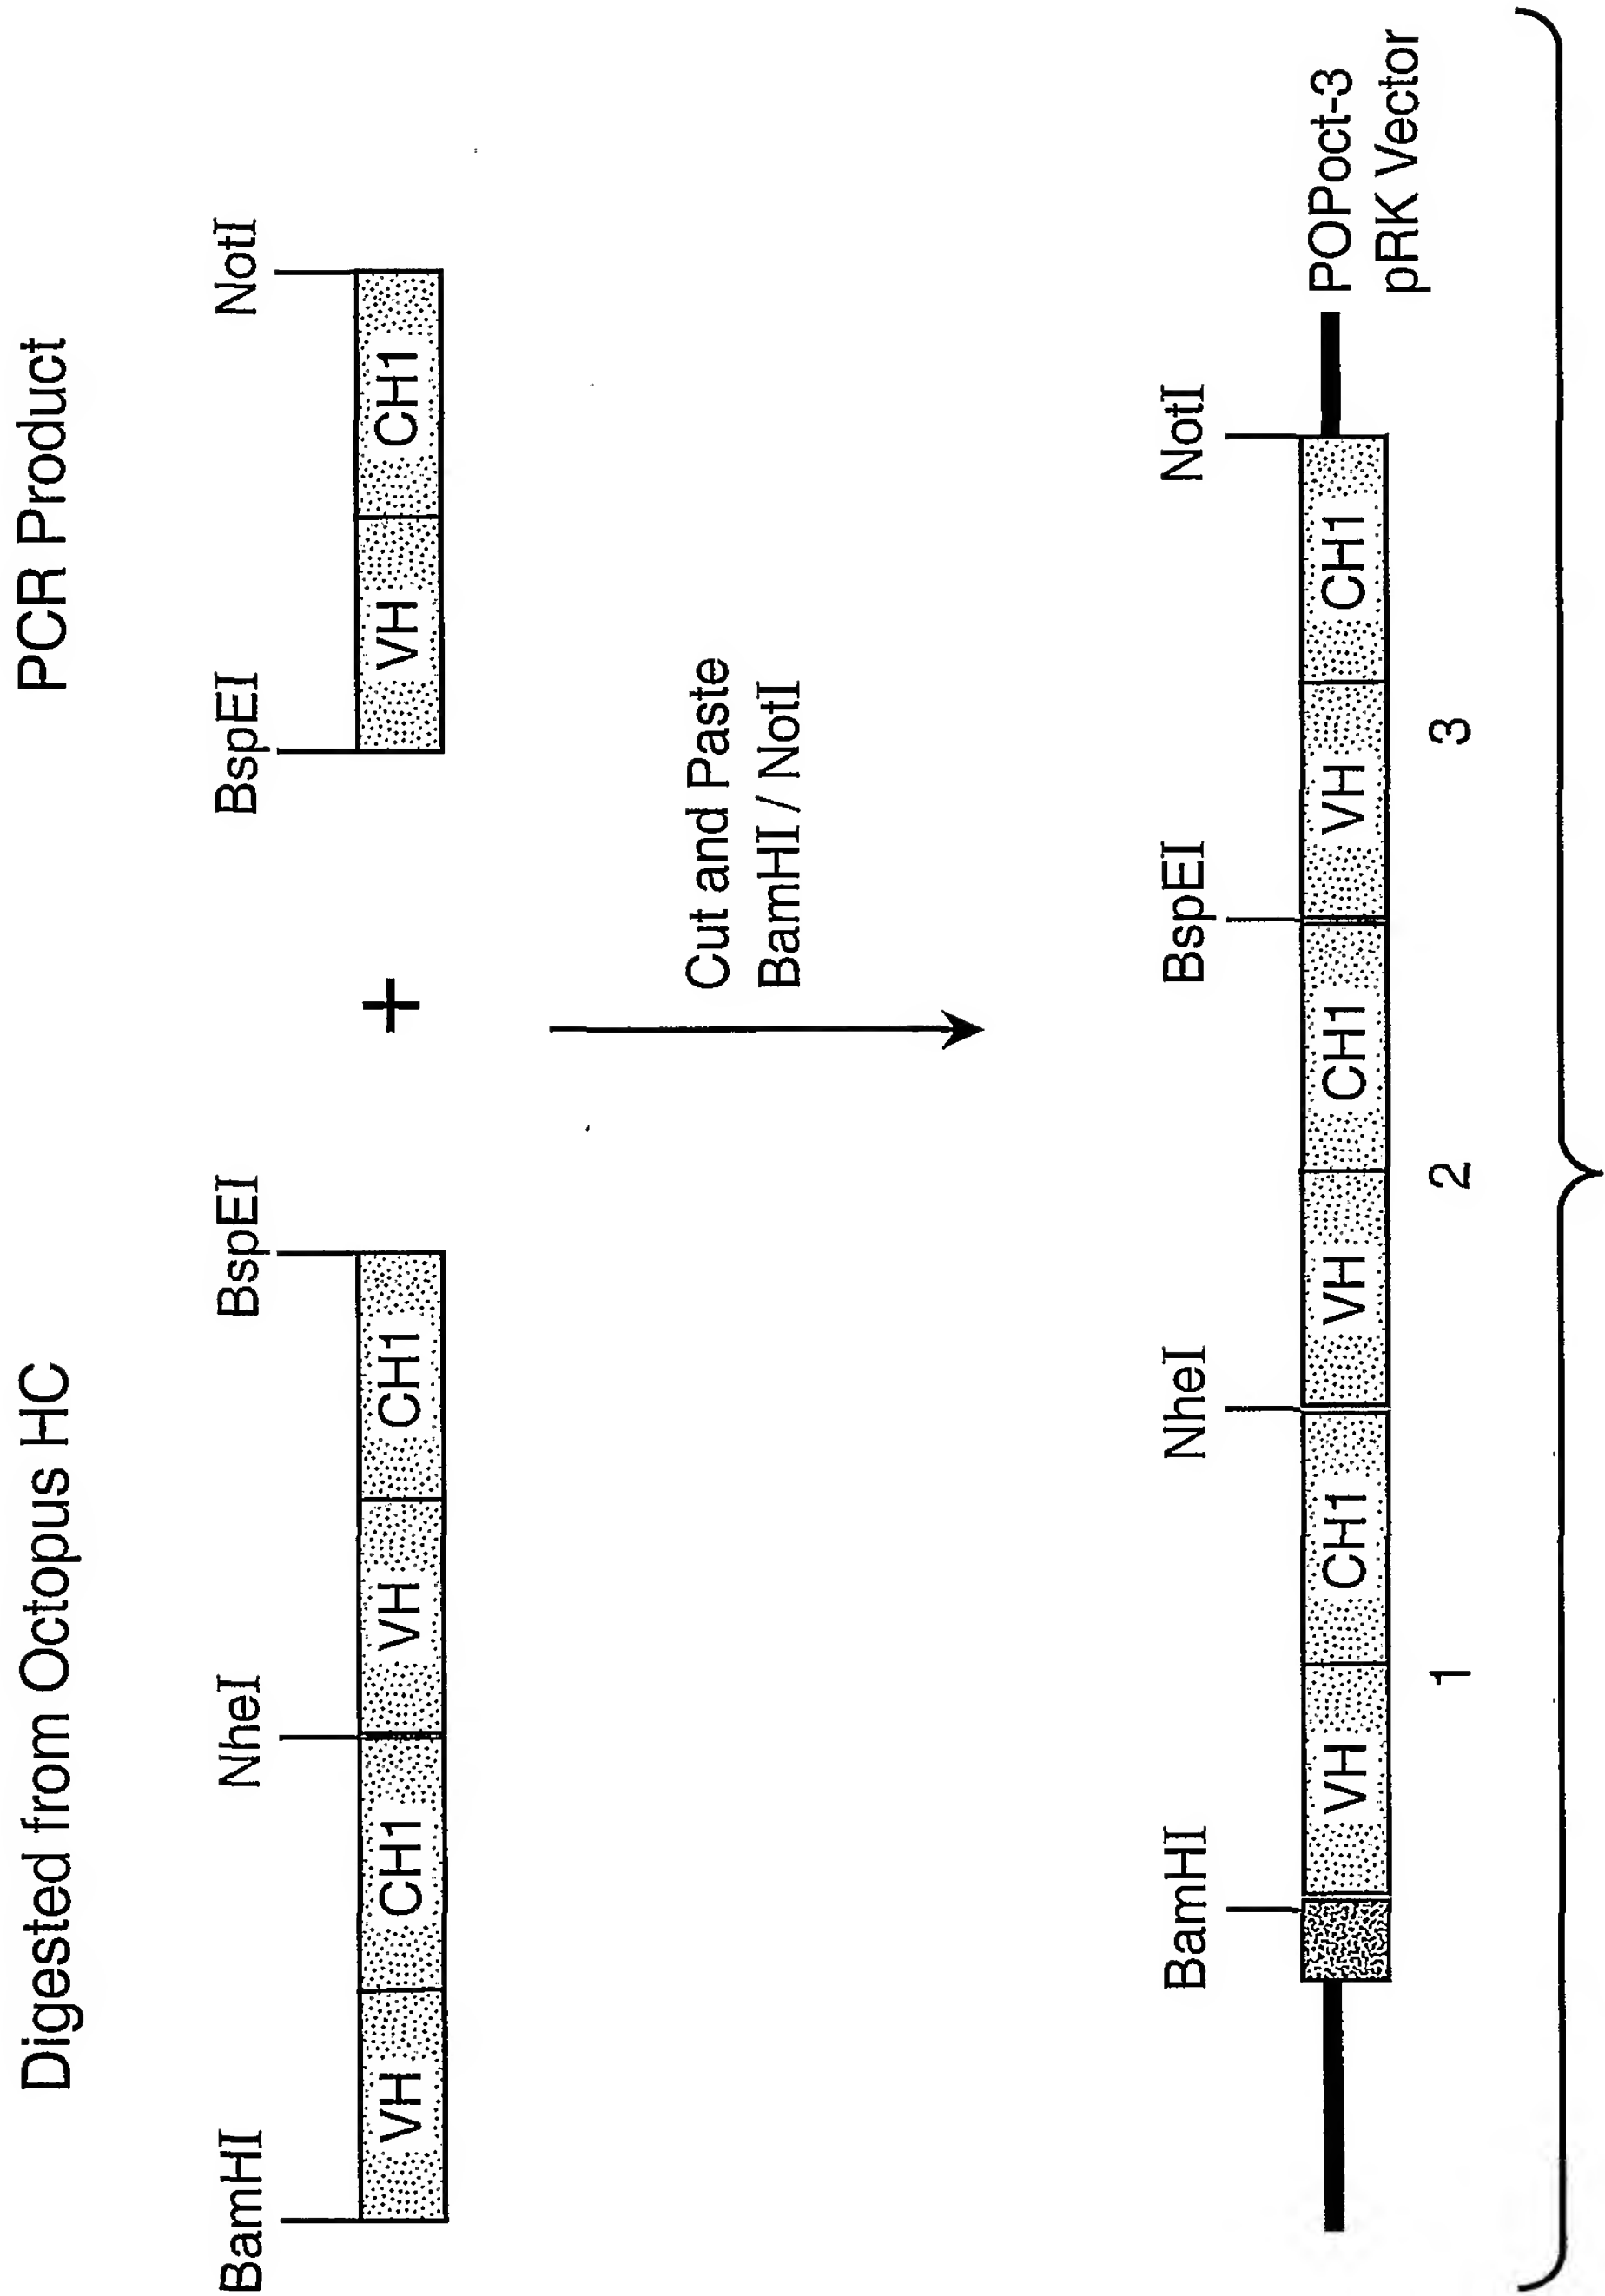 Digested from Octopus HC
PCR Product
BamHI
NheI
BspEI
BspEI
NotI
VH
CH1
VH
CH1
+
VH
CH1
Cut and Paste
BamHI / NotI
BamHI
NheI
BspEI
NotI
VH
CH1
VH
CH1
VH
CH1
POPoct-3
pRK Vector
1
2
3